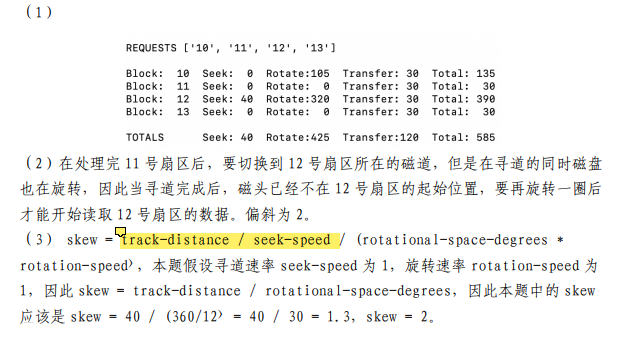 （1）
REQUESTS ['10', '11', '12', '13']
Block:  10  Seek:  0  Rotate:105  Transfer: 30  Total: 135
Block:  11  Seek:  0  Rotate:  0  Transfer: 30  Total:  30
Block:  12  Seek: 40  Rotate:320  Transfer: 30  Total: 390
Block:  13  Seek:  0  Rotate:  0  Transfer: 30  Total:  30
TOTALS      Seek: 40  Rotate:425  Transfer:120  Total: 585
（2）在处理完 11 号扇区后，要切换到 12 号扇区所在的磁道，但是在寻道的同时磁盘
也在旋转，因此当寻道完成后，磁头已经不在 12 号扇区的起始位置，要再旋转一圈后
才能开始读取 12 号扇区的数据。偏斜为 2。
（3） skew = track-distance / seek-speed / (rotational-space-degrees *
rotation-speed)，本题假设寻道速率 seek-speed 为 1，旋转速率 rotation-speed 为
1，因此 skew = track-distance / rotational-space-degrees，因此本题中的 skew
应该是 skew = 40 / (360/12) = 40 / 30 = 1.3，skew = 2。